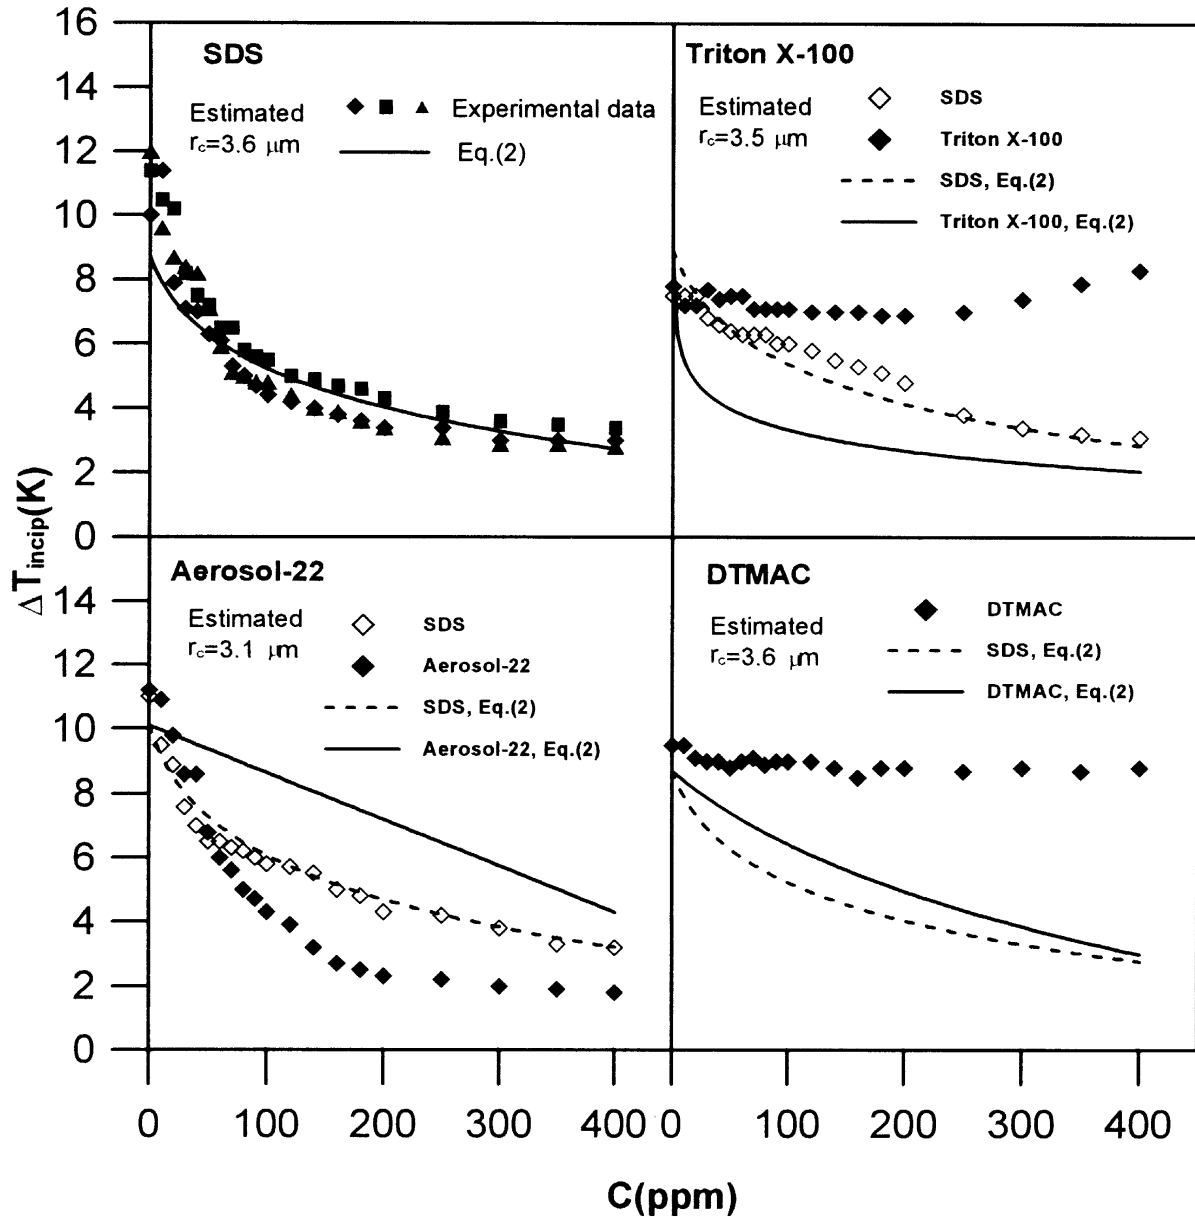 16
14
12
10
8
6
4
2
0
SDS
Estimated
r꜀=3.6 μm
Experimental data
Eq.(2)
Triton X-100
Estimated
r꜀=3.5 μm
SDS
Triton X-100
SDS, Eq.(2)
Triton X-100, Eq.(2)
ΔT_incip(K)
14
12
10
8
6
4
2
0
Aerosol-22
Estimated
r꜀=3.1 μm
SDS
Aerosol-22
SDS, Eq.(2)
Aerosol-22, Eq.(2)
DTMAC
Estimated
r꜀=3.6 μm
DTMAC
SDS, Eq.(2)
DTMAC, Eq.(2)
0 100 200 300 400 0 100 200 300 400
C(ppm)